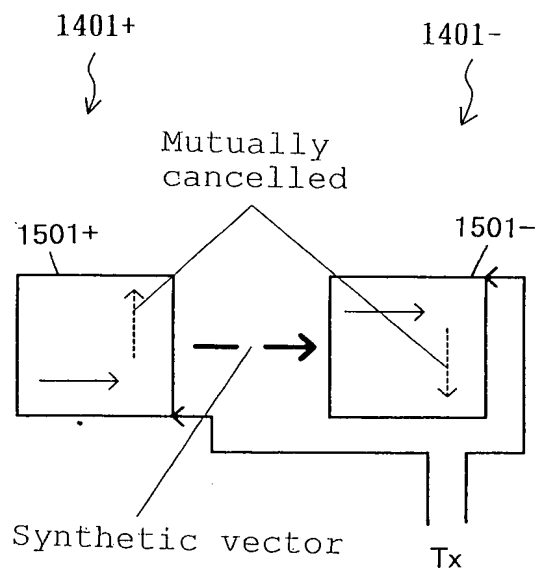 1401+
1401-
Mutually
cancelled
1501+
1501-
Synthetic vector
Tx